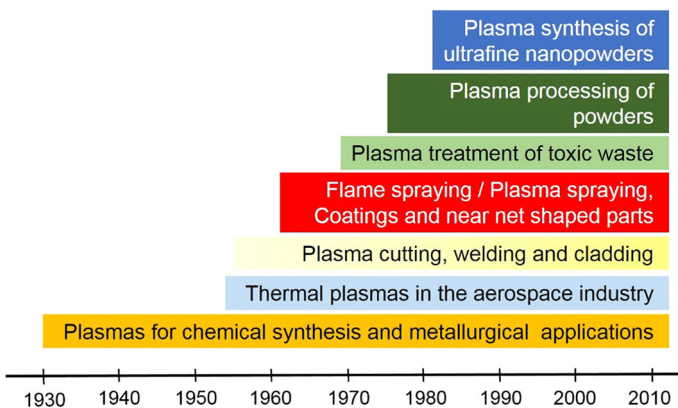 Plasma synthesis of
ultrafine nanopowders
Plasma processing of
powders
Plasma treatment of toxic waste
Flame spraying / Plasma spraying,
Coatings and near net shaped parts
Plasma cutting, welding and cladding
Thermal plasmas in the aerospace industry
Plasmas for chemical synthesis and metallurgical applications
1930 1940 1950 1960 1970 1980 1990 2000 2010